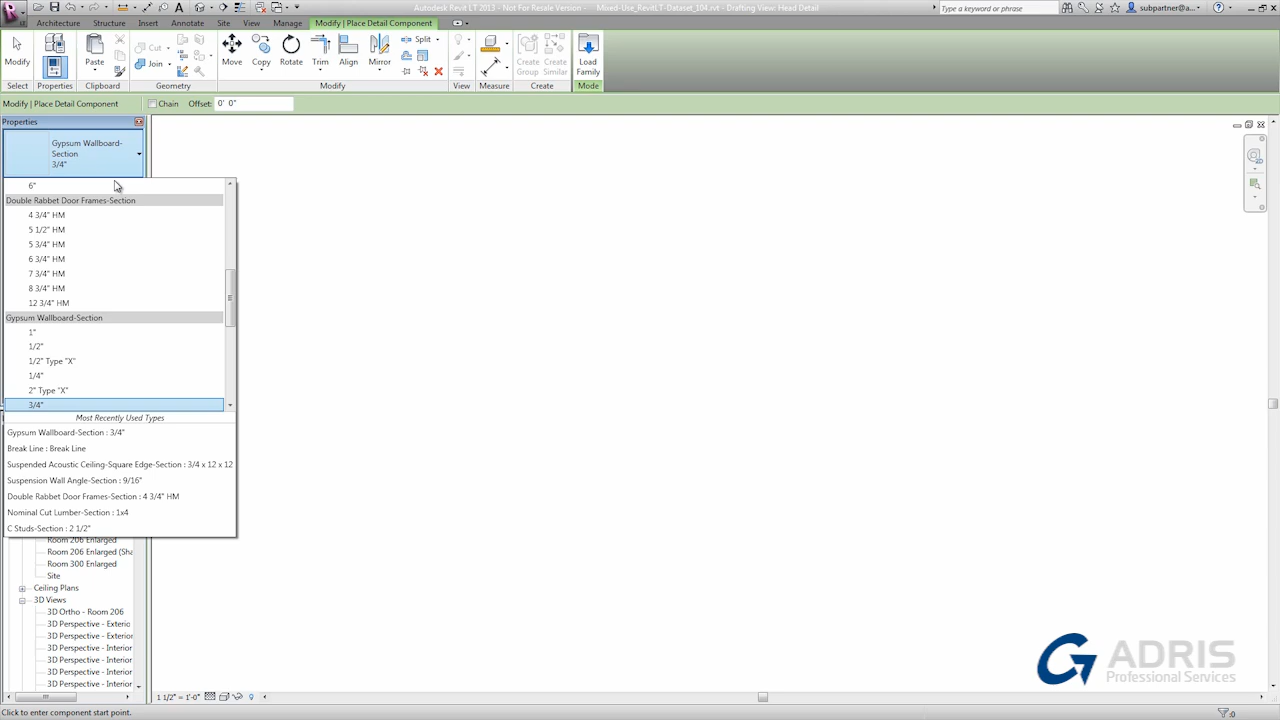 Autodesk Revit LT 2013 - Not For Resale Version - Mixed-Use_RevitLT-Dataset_104.rvt - Drafting View: Head Detail
Type a keyword or phrase
subpartner@a...
Architecture Structure Insert Annotate Site View Manage Modify | Place Detail Component
Modify Paste Cut Join Move Copy Rotate Trim Align Mirror Split Create Group Create Similar Load Family
Select Properties Clipboard Geometry Modify View Measure Create Mode
Modify | Place Detail Component Chain Offset: 0' 0"
Properties
Gypsum Wallboard-
Section
3/4"
6"
Double Rabbet Door Frames-Section
4 3/4" HM
5 1/2" HM
5 3/4" HM
6 3/4" HM
7 3/4" HM
8 3/4" HM
12 3/4" HM
Gypsum Wallboard-Section
1"
1/2"
1/2" Type "X"
1/4"
2" Type "X"
3/4"
Most Recently Used Types
Gypsum Wallboard-Section : 3/4"
Break Line : Break Line
Suspended Acoustic Ceiling-Square Edge-Section : 3/4 x 12 x 12
Suspension Wall Angle-Section : 9/16"
Double Rabbet Door Frames-Section : 4 3/4" HM
Nominal Cut Lumber-Section : 1x4
C Studs-Section : 2 1/2"
Room 206 Enlarged
Room 206 Enlarged (Sha
Room 300 Enlarged
Site
Ceiling Plans
3D Views
3D Ortho - Room 206
3D Perspective - Exterio
3D Perspective - Exterior
3D Perspective - Interior
3D Perspective - Interior
3D Perspective - Interior
3D Perspective - Interior
1 1/2" = 1'-0"
Click to enter component start point.
:0
ADRIS
Professional Services